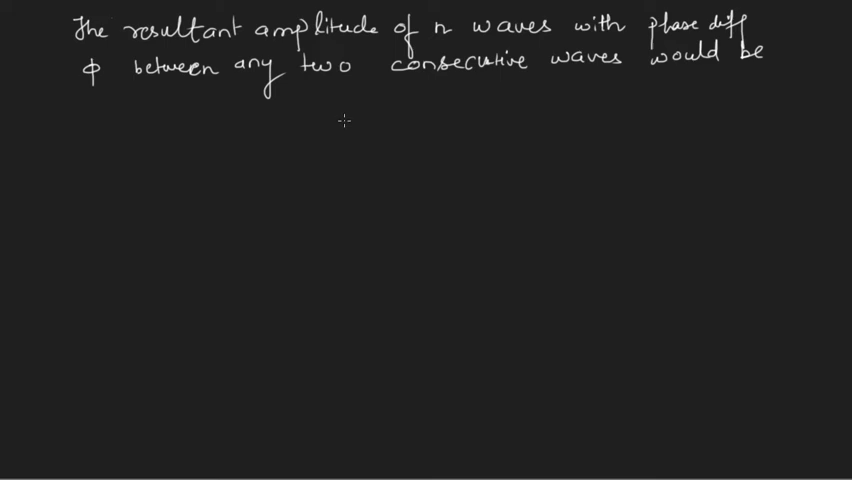 The resultant amplitude of n waves with phase diff
ϕ between any two consecutive waves would be